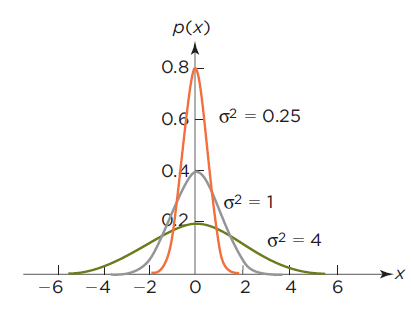 p(x)
0.8
0.6
σ² = 0.25
0.4
σ² = 1
0.2
σ² = 4
−6 −4 −2 0 2 4 6 x